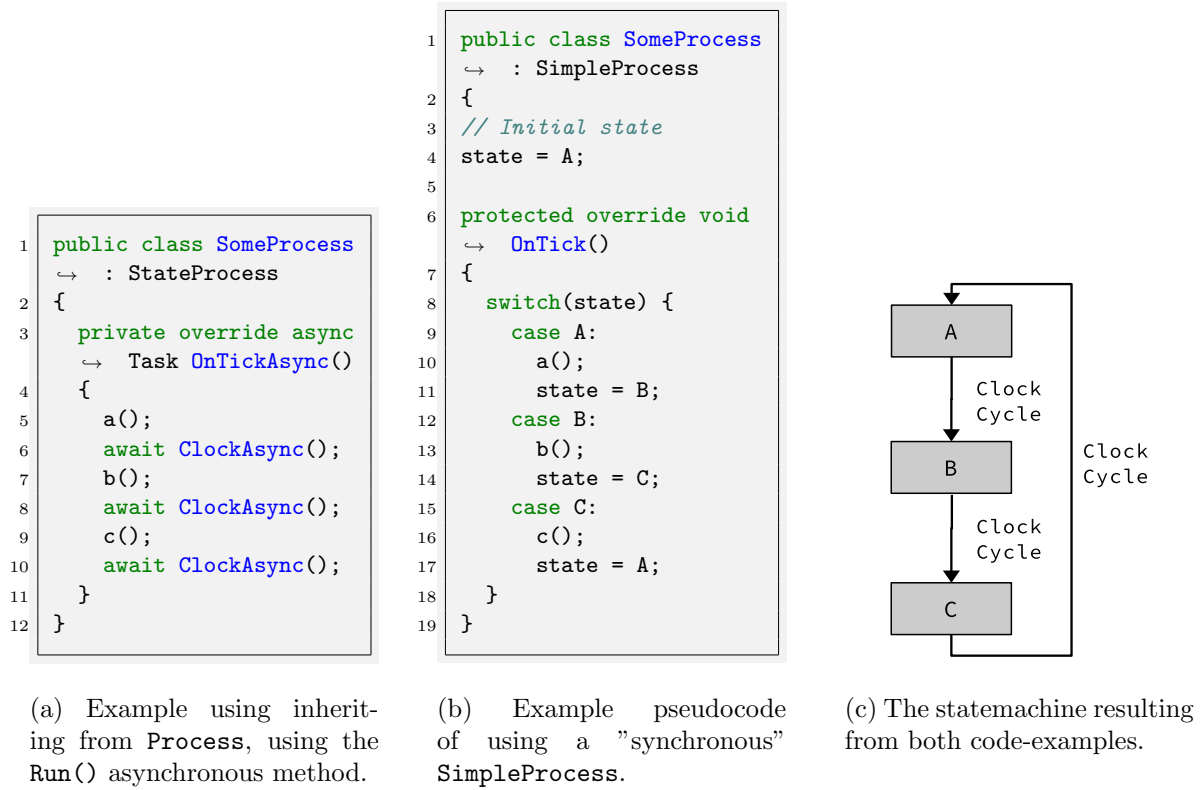 1 public class SomeProcess
↪ : StateProcess
2 {
3 private override async
↪ Task OnTickAsync()
4 {
5 a();
6 await ClockAsync();
7 b();
8 await ClockAsync();
9 c();
10 await ClockAsync();
11 }
12 }
(a) Example using inherit-
ing from Process, using the
Run() asynchronous method.
1 public class SomeProcess
↪ : SimpleProcess
2 {
3 // Initial state
4 state = A;
5
6 protected override void
↪ OnTick()
7 {
8 switch(state) {
9 case A:
10 a();
11 state = B;
12 case B:
13 b();
14 state = C;
15 case C:
16 c();
17 state = A;
18 }
19 }
(b) Example pseudocode
of using a ”synchronous”
SimpleProcess.
A
Clock
Cycle
B
Clock
Cycle
C
Clock
Cycle
(c) The statemachine resulting
from both code-examples.